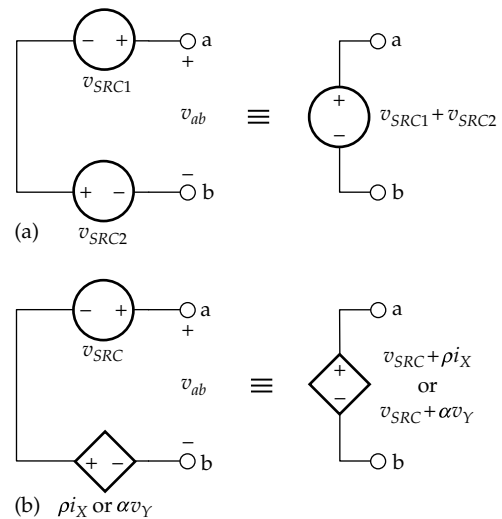 − + a
+
v_SRC1
v_ab
≡
+ − −
b
v_SRC2
(a)
a
+
−
v_SRC1 + v_SRC2
b
− + a
+
v_SRC
v_ab
≡
+ − −
b
(b) ρi_X or αv_Y
a
+
−
v_SRC + ρi_X
or
v_SRC + αv_Y
b